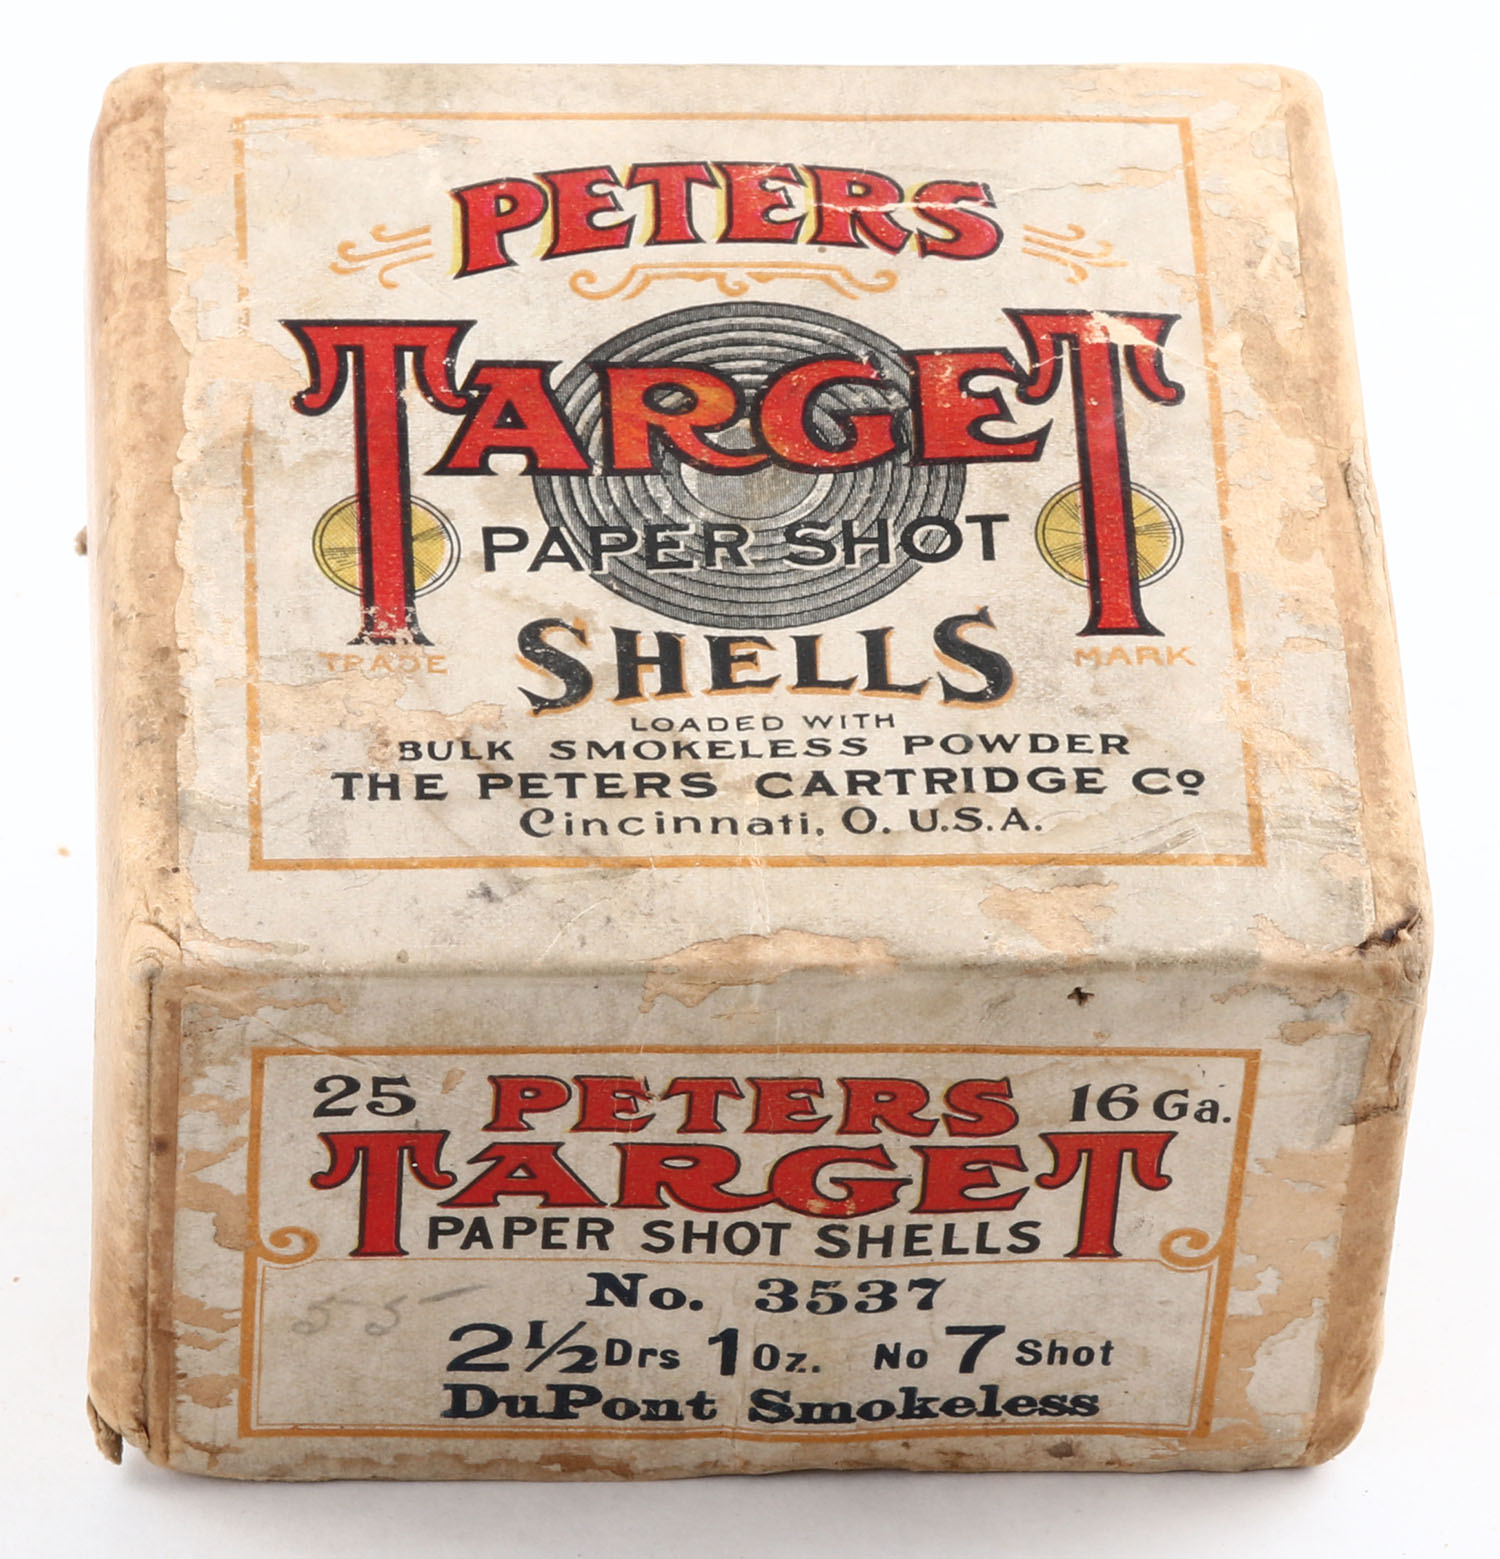 PETERS
TARGET
PAPER SHOT
SHELLS
TRADE MARK
LOADED WITH
BULK SMOKELESS POWDER
THE PETERS CARTRIDGE Co
Cincinnati, O. U.S.A.
25 PETERS 16 Ga.
TARGET
PAPER SHOT SHELLS
No. 3537
55
2½ Drs 1 Oz. No 7 Shot
DuPont Smokeless